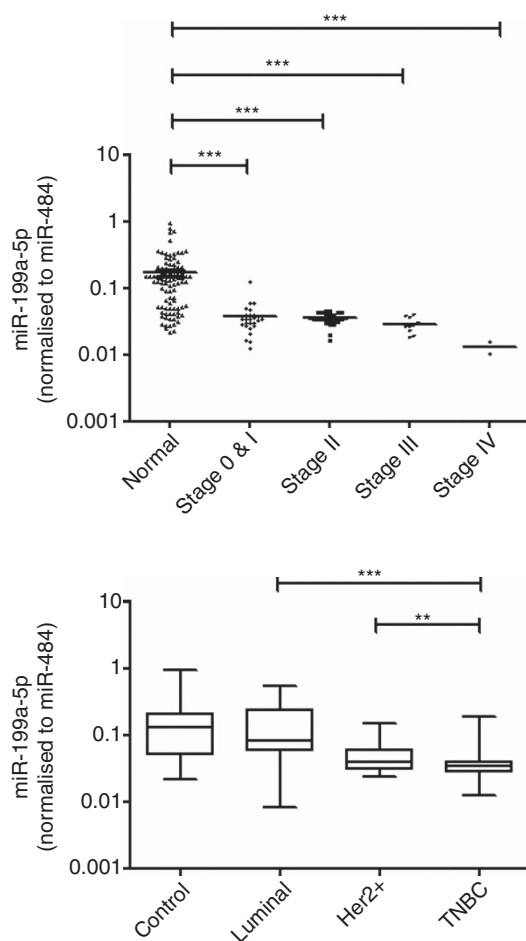 ***
***
***
***
10
1
0.1
0.01
0.001
miR-199a-5p
(normalised to miR-484)
Normal
Stage 0 & I
Stage II
Stage III
Stage IV
***
**
10
1
0.1
0.01
0.001
miR-199a-5p
(normalised to miR-484)
Control
Luminal
Her2+
TNBC